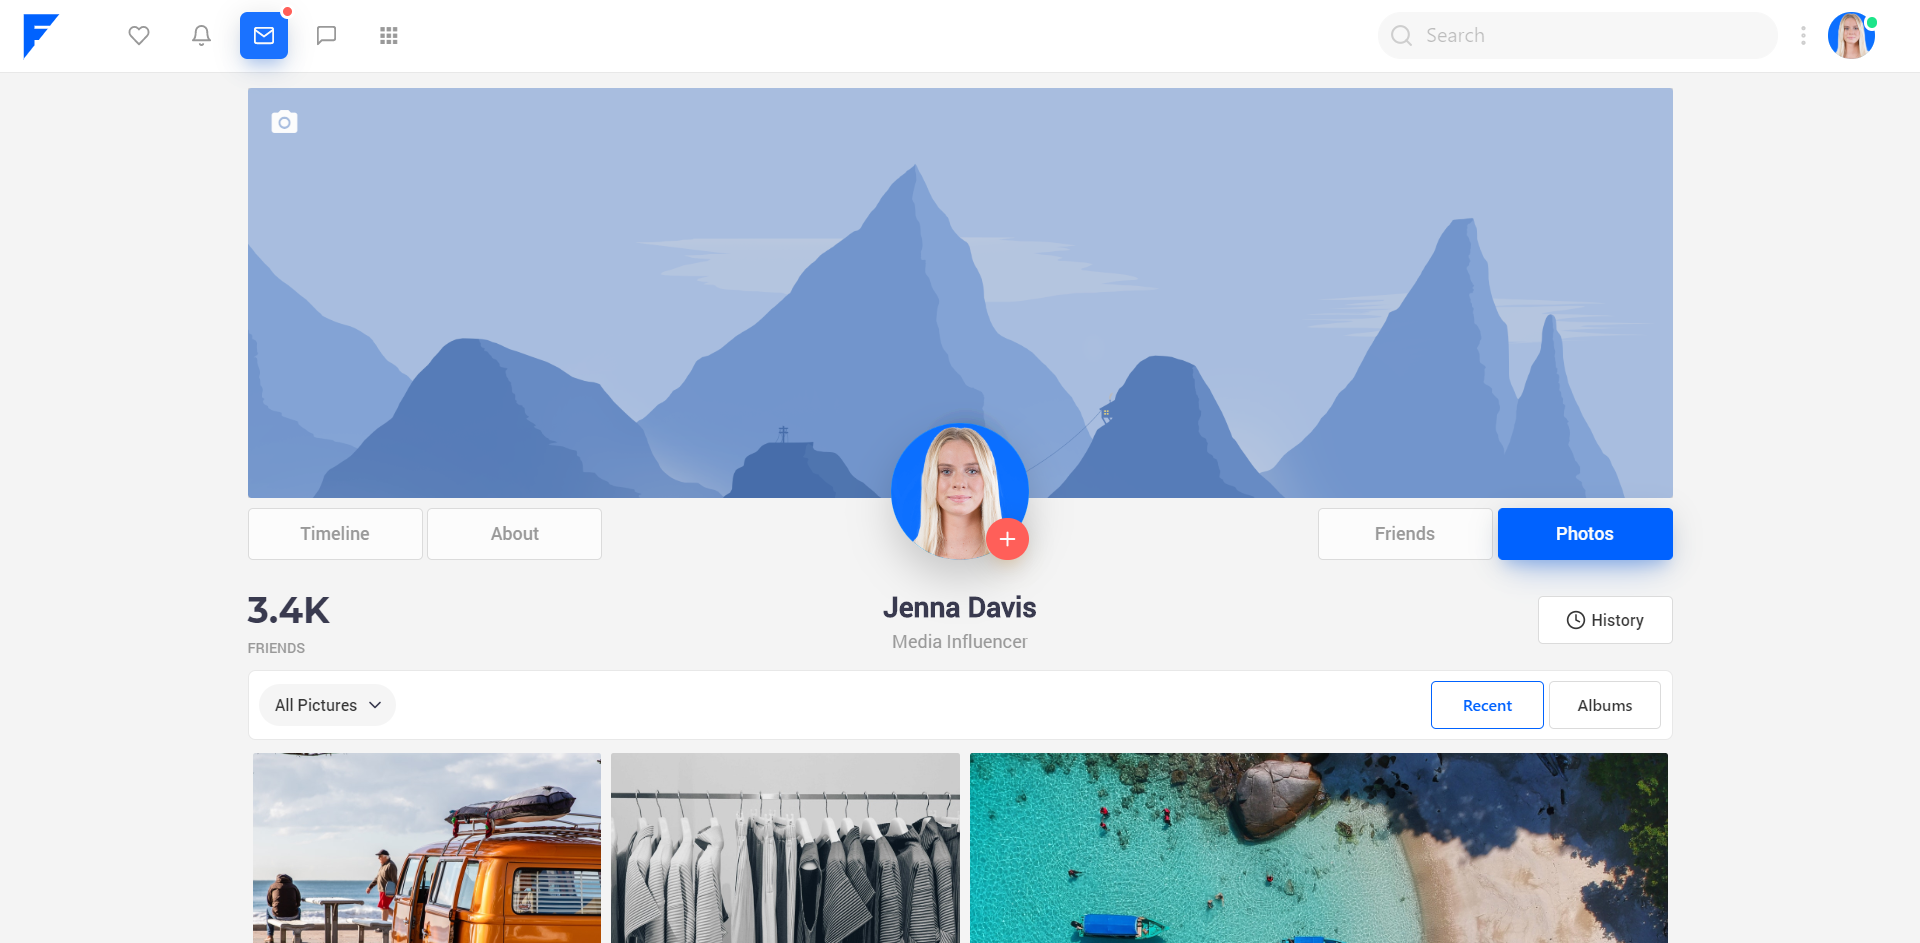 Search
Timeline
About
Friends
Photos
3.4K
FRIENDS
Jenna Davis
Media Influencer
History
All Pictures
Recent
Albums